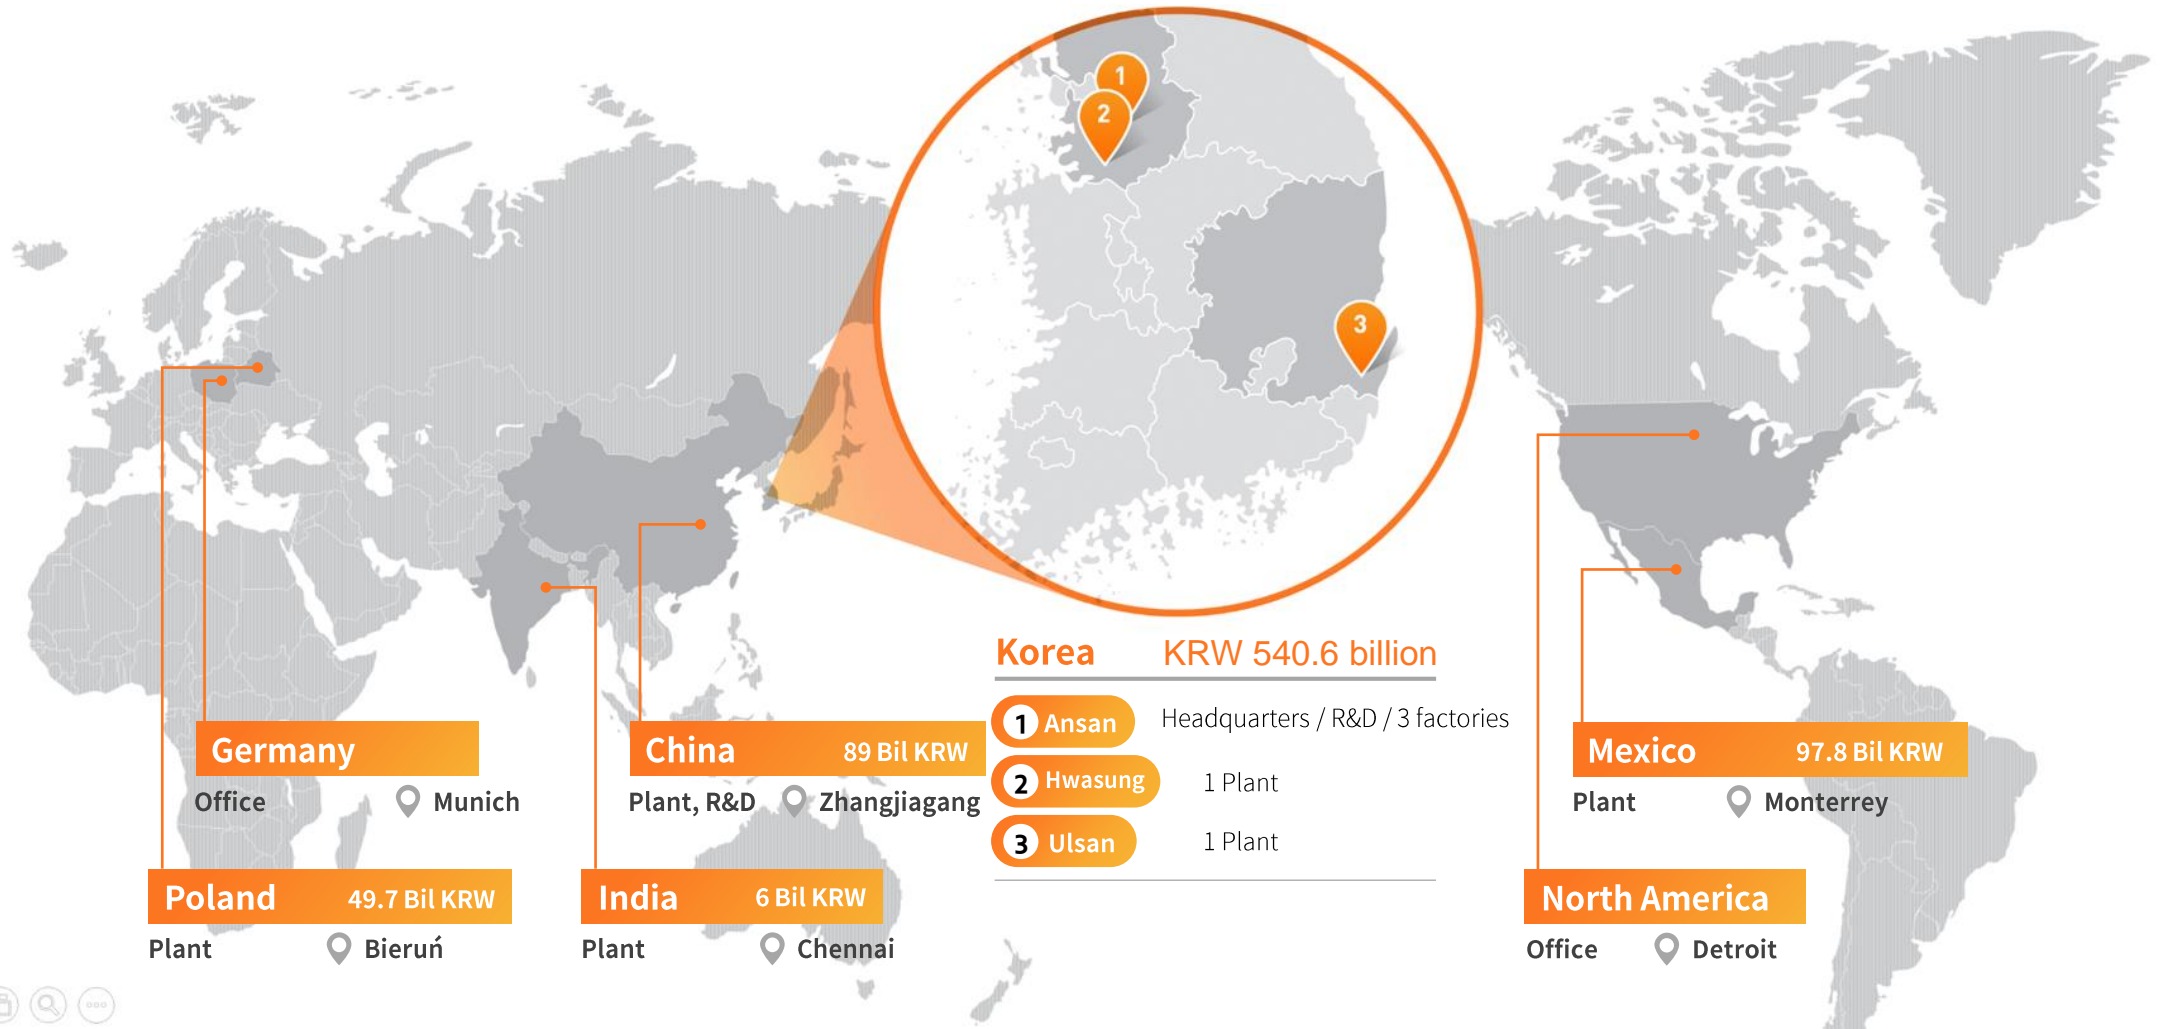 1
2
3
Korea KRW 540.6 billion
1 Ansan Headquarters / R&D / 3 factories
2 Hwasung 1 Plant
3 Ulsan 1 Plant
Germany
Office Munich
Poland 49.7 Bil KRW
Plant Bieruń
China 89 Bil KRW
Plant, R&D Zhangjiagang
India 6 Bil KRW
Plant Chennai
Mexico 97.8 Bil KRW
Plant Monterrey
North America
Office Detroit